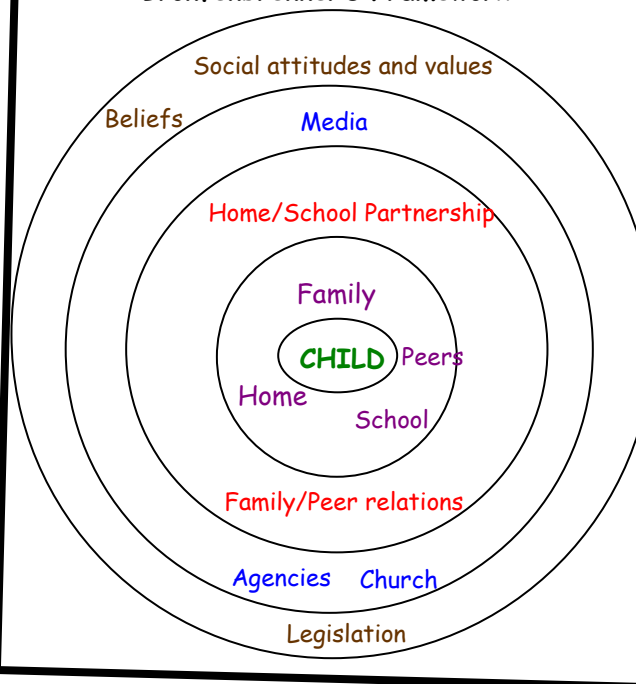 Social attitudes and values
Beliefs
Media
Home/School Partnership
Family
CHILD
Peers
Home
School
Family/Peer relations
Agencies
Church
Legislation